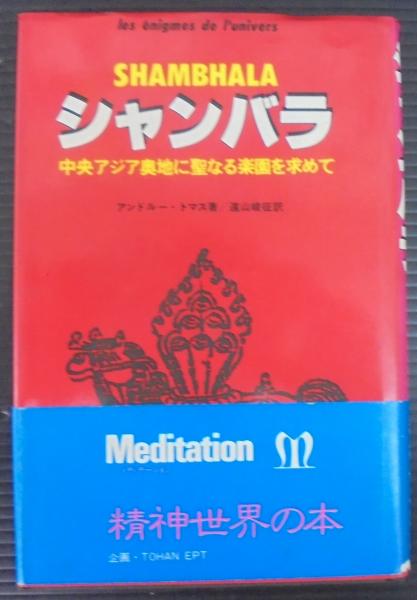 les énigmes de l'univers
SHAMBHALA
シャンバラ
中央アジア奥地に聖なる楽園を求めて
アンドルー・トマス著/遠山峻征訳
Meditation
精神世界の本
企画・TOHAN EPT